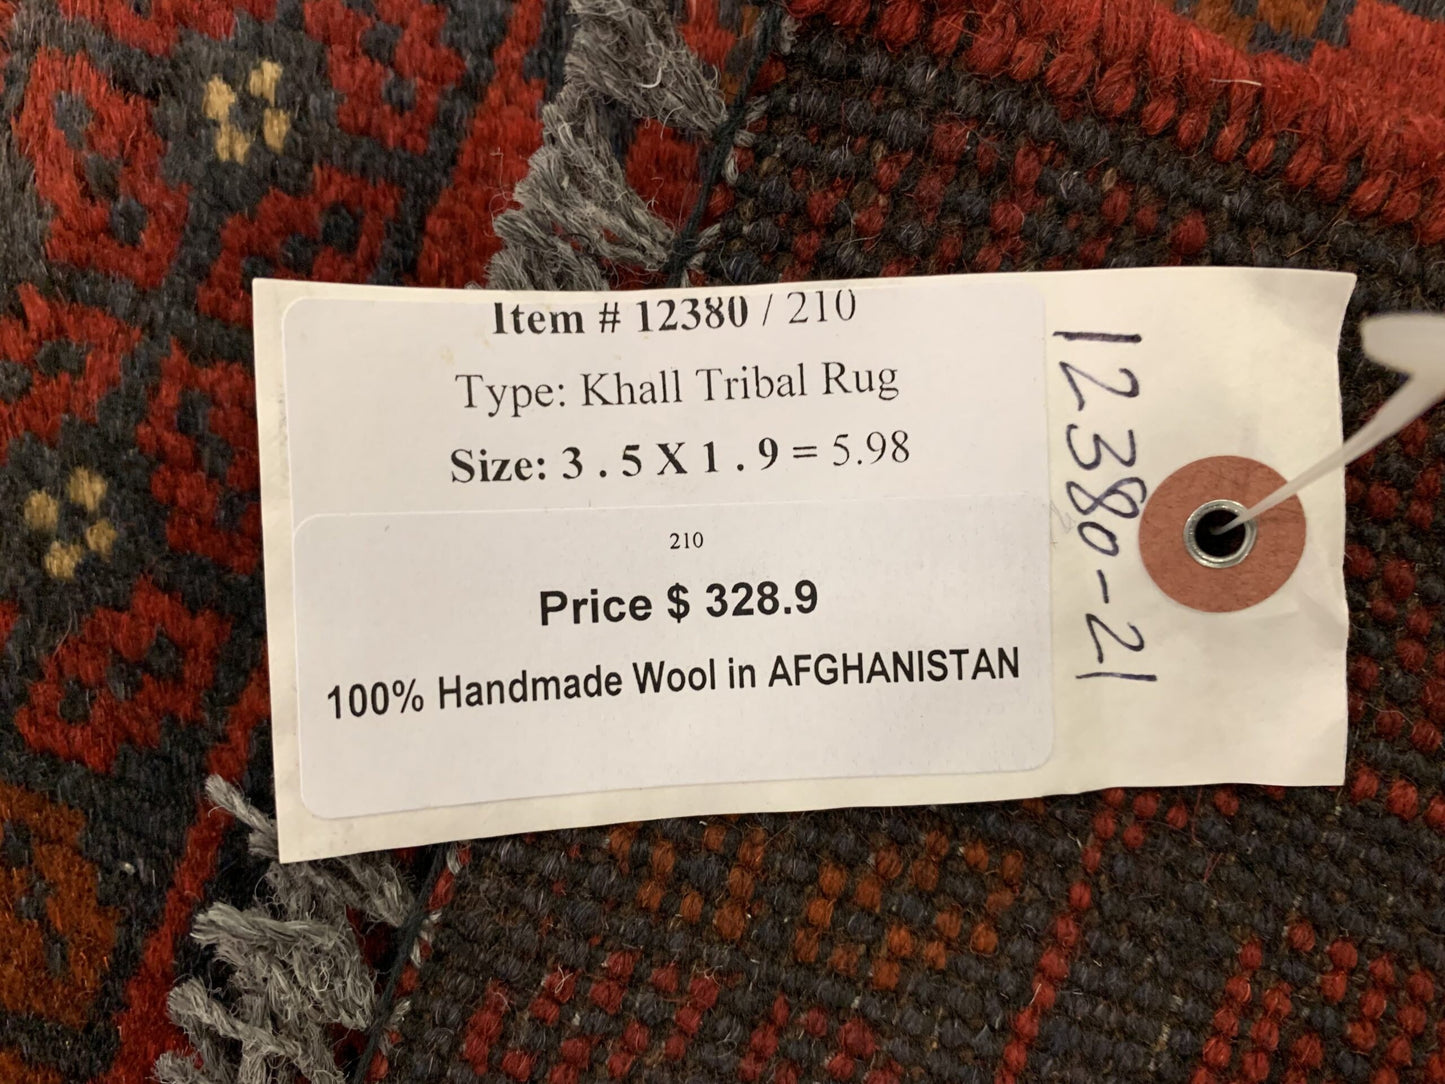 Item # 12380 / 210
Type: Khall Tribal Rug
Size: 3 . 5 X 1 . 9 = 5.98
210
Price $ 328.9
100% Handmade Wool in AFGHANISTAN
12380-21